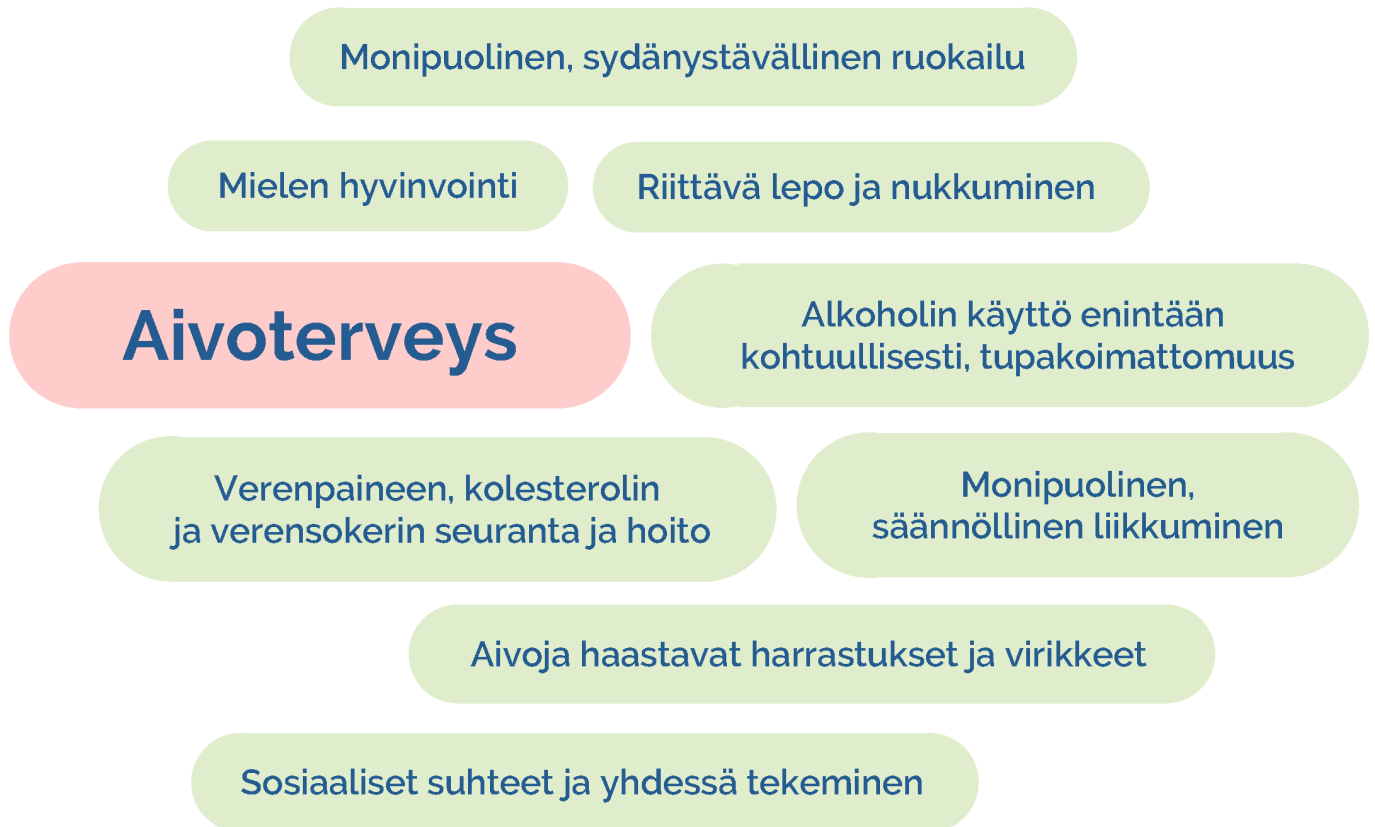 Monipuolinen, sydänystävällinen ruokailu
Mielen hyvinvointi
Riittävä lepo ja nukkuminen
Aivoterveys
Alkoholin käyttö enintään
kohtuullisesti, tupakoimattomuus
Verenpaineen, kolesterolin
ja verensokerin seuranta ja hoito
Monipuolinen,
säännöllinen liikkuminen
Aivoja haastavat harrastukset ja virikkeet
Sosiaaliset suhteet ja yhdessä tekeminen